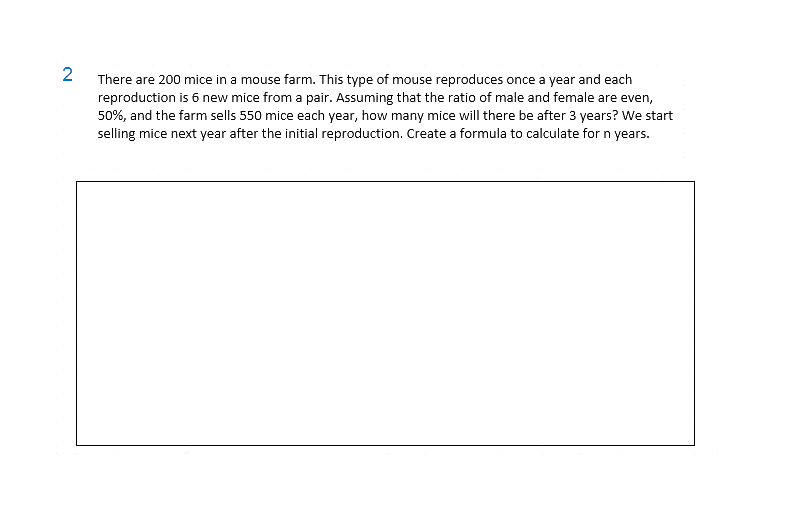 2
There are 200 mice in a mouse farm. This type of mouse reproduces once a year and each
reproduction is 6 new mice from a pair. Assuming that the ratio of male and female are even,
50%, and the farm sells 550 mice each year, how many mice will there be after 3 years? We start
selling mice next year after the initial reproduction. Create a formula to calculate for n years.